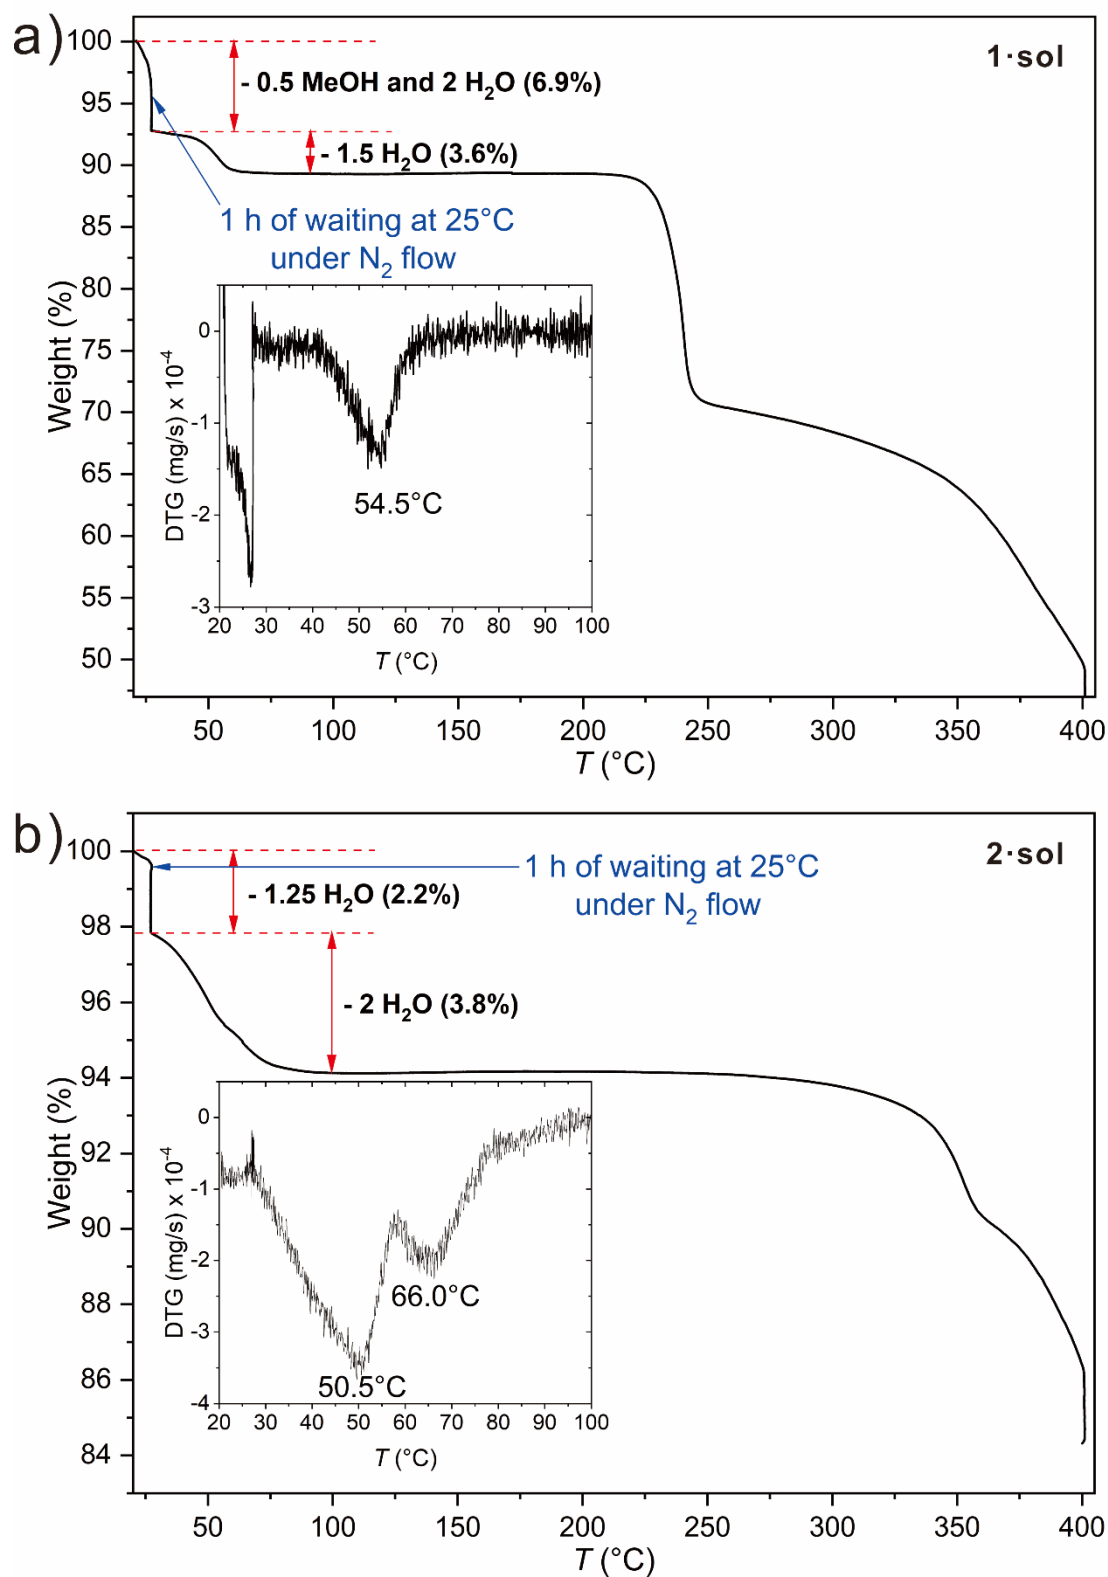 a)
1·sol
- 0.5 MeOH and 2 H₂O (6.9%)
- 1.5 H₂O (3.6%)
1 h of waiting at 25°C
under N₂ flow
Weight (%)
100
95
90
85
80
75
70
65
60
55
50
50
100
150
200
250
300
350
400
T (°C)
DTG (mg/s) x 10⁻⁴
0
-1
-2
-3
54.5°C
20 30 40 50 60 70 80 90 100
T (°C)
b)
2·sol
1 h of waiting at 25°C
under N₂ flow
- 1.25 H₂O (2.2%)
- 2 H₂O (3.8%)
Weight (%)
100
98
96
94
92
90
88
86
84
50
100
150
200
250
300
350
400
T (°C)
DTG (mg/s) x 10⁻⁴
0
-1
-2
-3
-4
66.0°C
50.5°C
20 30 40 50 60 70 80 90 100
T (°C)